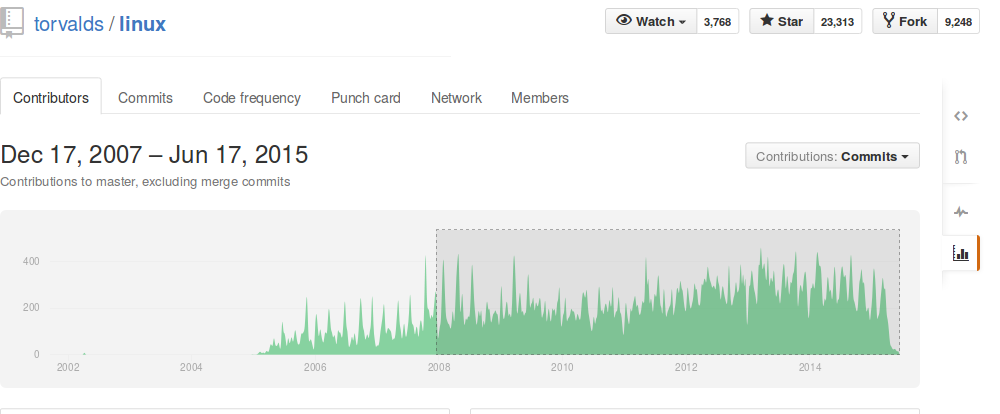 torvalds / linux
Watch 3,768 Star 23,313 Fork 9,248
Contributors Commits Code frequency Punch card Network Members
Dec 17, 2007 – Jun 17, 2015
Contributions: Commits
Contributions to master, excluding merge commits
400
200
0
2002 2004 2006 2008 2010 2012 2014